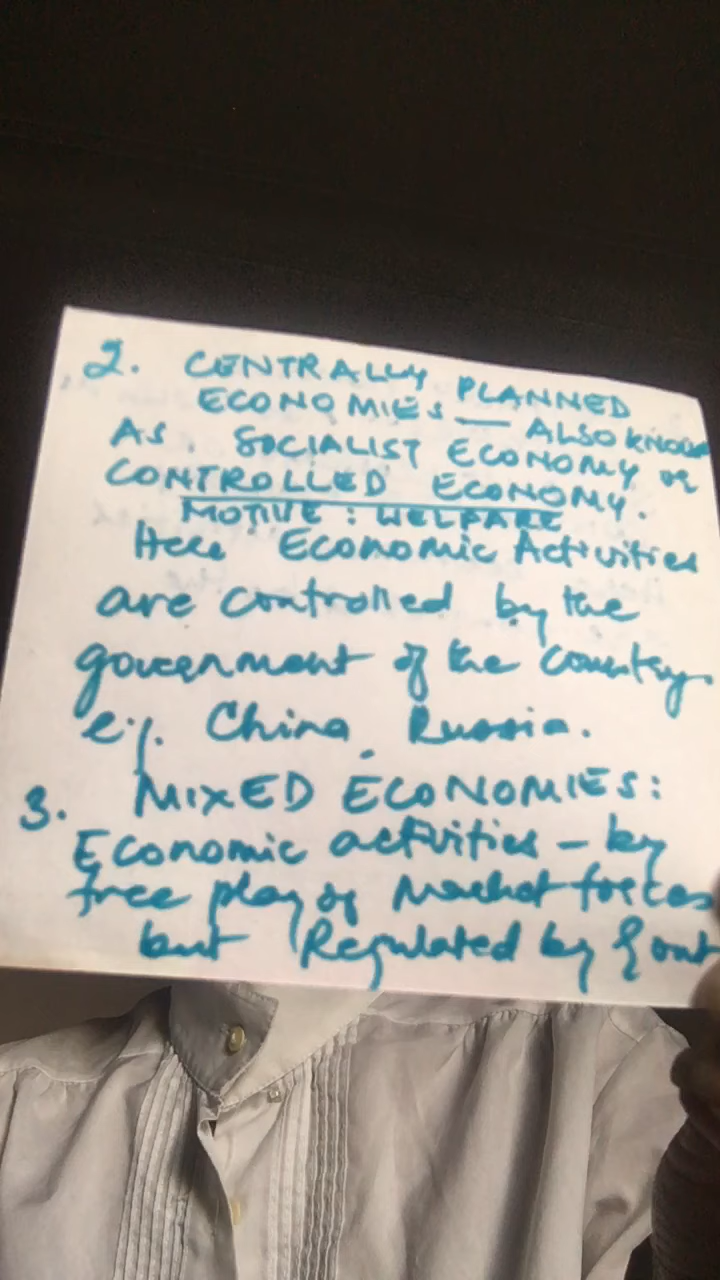 2. CENTRALLY PLANNED
ECONOMIES — ALSO KNOWN
AS SOCIALIST ECONOMY or
CONTROLLED ECONOMY.
MOTIVE : WELFARE
Here Economic Activities
are controlled by the
government of the country
e.g. China, Russia.
3. MIXED ECONOMIES:
Economic activities – by
free play of Market forces
but Regulated by Govt